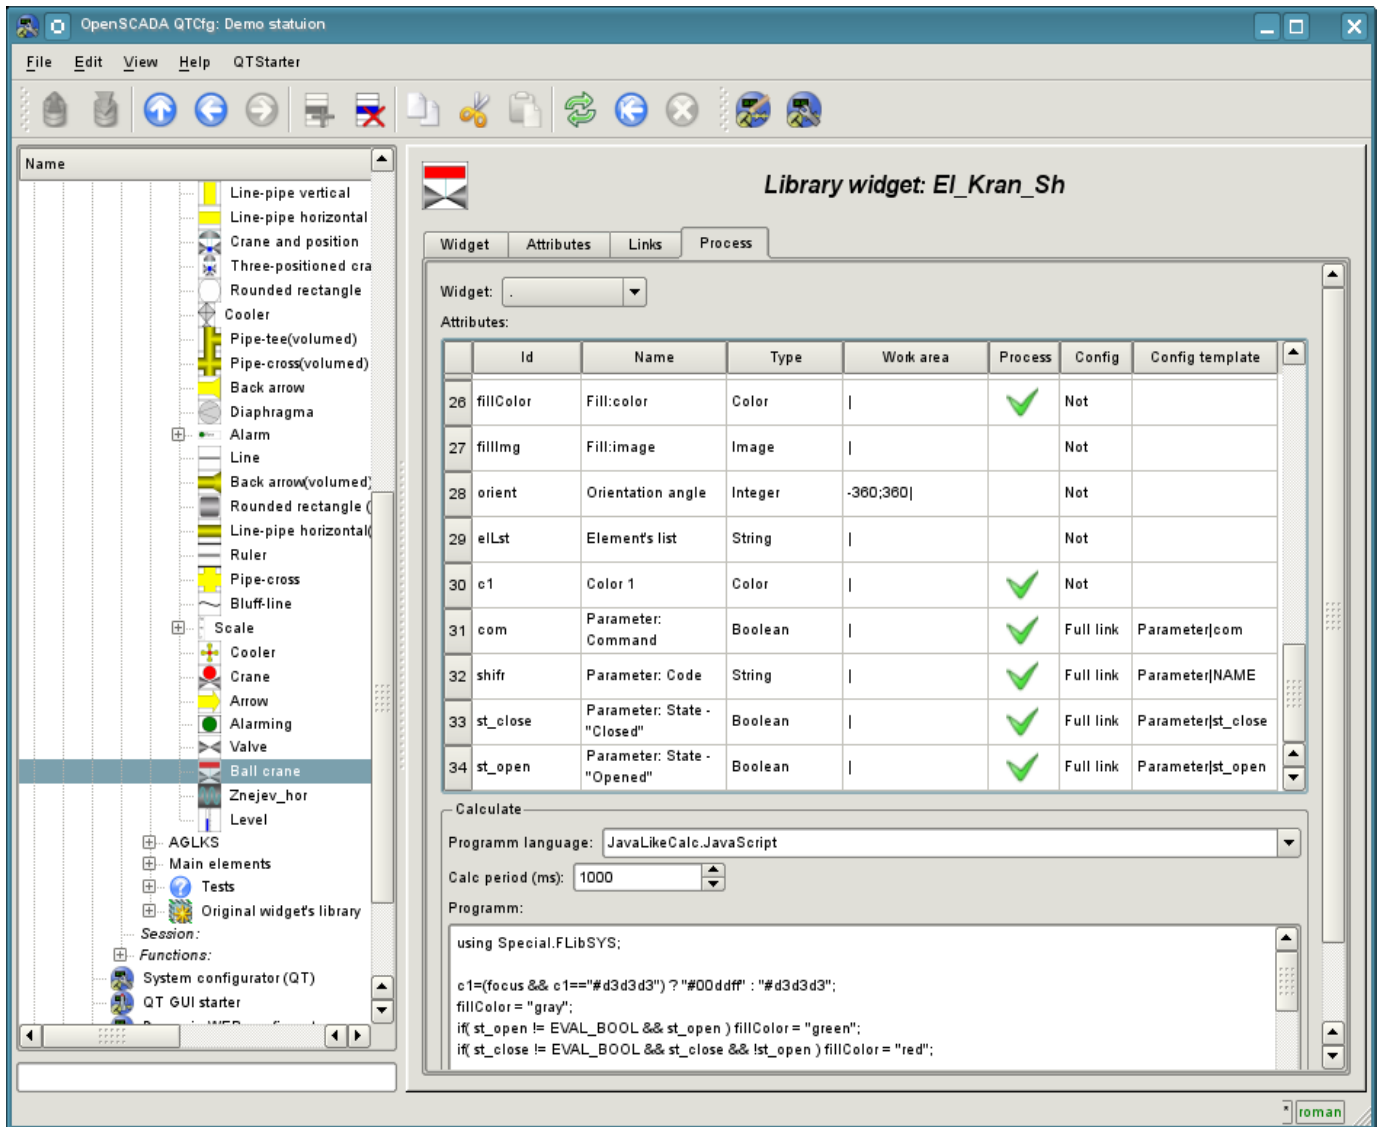 OpenSCADA QTCfg: Demo statuion
File Edit View Help QTStarter
Name
Line-pipe vertical
Line-pipe horizontal
Crane and position
Three-positioned cra
Rounded rectangle
Cooler
Pipe-tee(volumed)
Pipe-cross(volumed)
Back arrow
Diaphragma
Alarm
Line
Back arrow(volumed)
Rounded rectangle (
Line-pipe horizontal(
Ruler
Pipe-cross
Bluff-line
Scale
Cooler
Crane
Arrow
Alarming
Valve
Ball crane
Znejev_hor
Level
AGLKS
Main elements
Tests
Original widget's library
Session:
Functions:
System configurator (QT)
QT GUI starter
Library widget: El_Kran_Sh
Widget Attributes Links Process
Widget: .
Attributes:
Id Name Type Work area Process Config Config template
26 fillColor Fill:color Color | Not
27 fillImg Fill:image Image | Not
28 orient Orientation angle Integer -360;360| Not
29 elLst Element's list String | Not
30 c1 Color 1 Color | Not
31 com Parameter: Command Boolean | Full link Parameter|com
32 shifr Parameter: Code String | Full link Parameter|NAME
33 st_close Parameter: State - "Closed" Boolean | Full link Parameter|st_close
34 st_open Parameter: State - "Opened" Boolean | Full link Parameter|st_open
Calculate
Programm language: JavaLikeCalc.JavaScript
Calc period (ms): 1000
Programm:
using Special.FLibSYS;
c1=(focus && c1=="#d3d3d3") ? "#00ddff" : "#d3d3d3";
fillColor = "gray";
if( st_open != EVAL_BOOL && st_open ) fillColor = "green";
if( st_close != EVAL_BOOL && st_close && !st_open ) fillColor = "red";
* roman